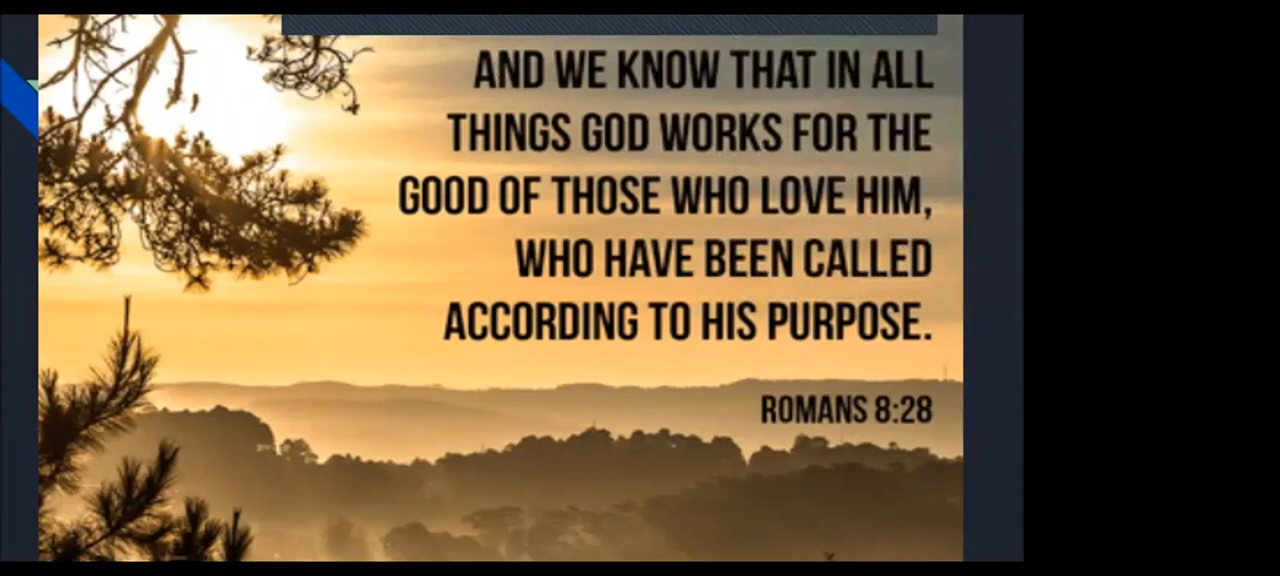 AND WE KNOW THAT IN ALL
THINGS GOD WORKS FOR THE
GOOD OF THOSE WHO LOVE HIM,
WHO HAVE BEEN CALLED
ACCORDING TO HIS PURPOSE.
ROMANS 8:28